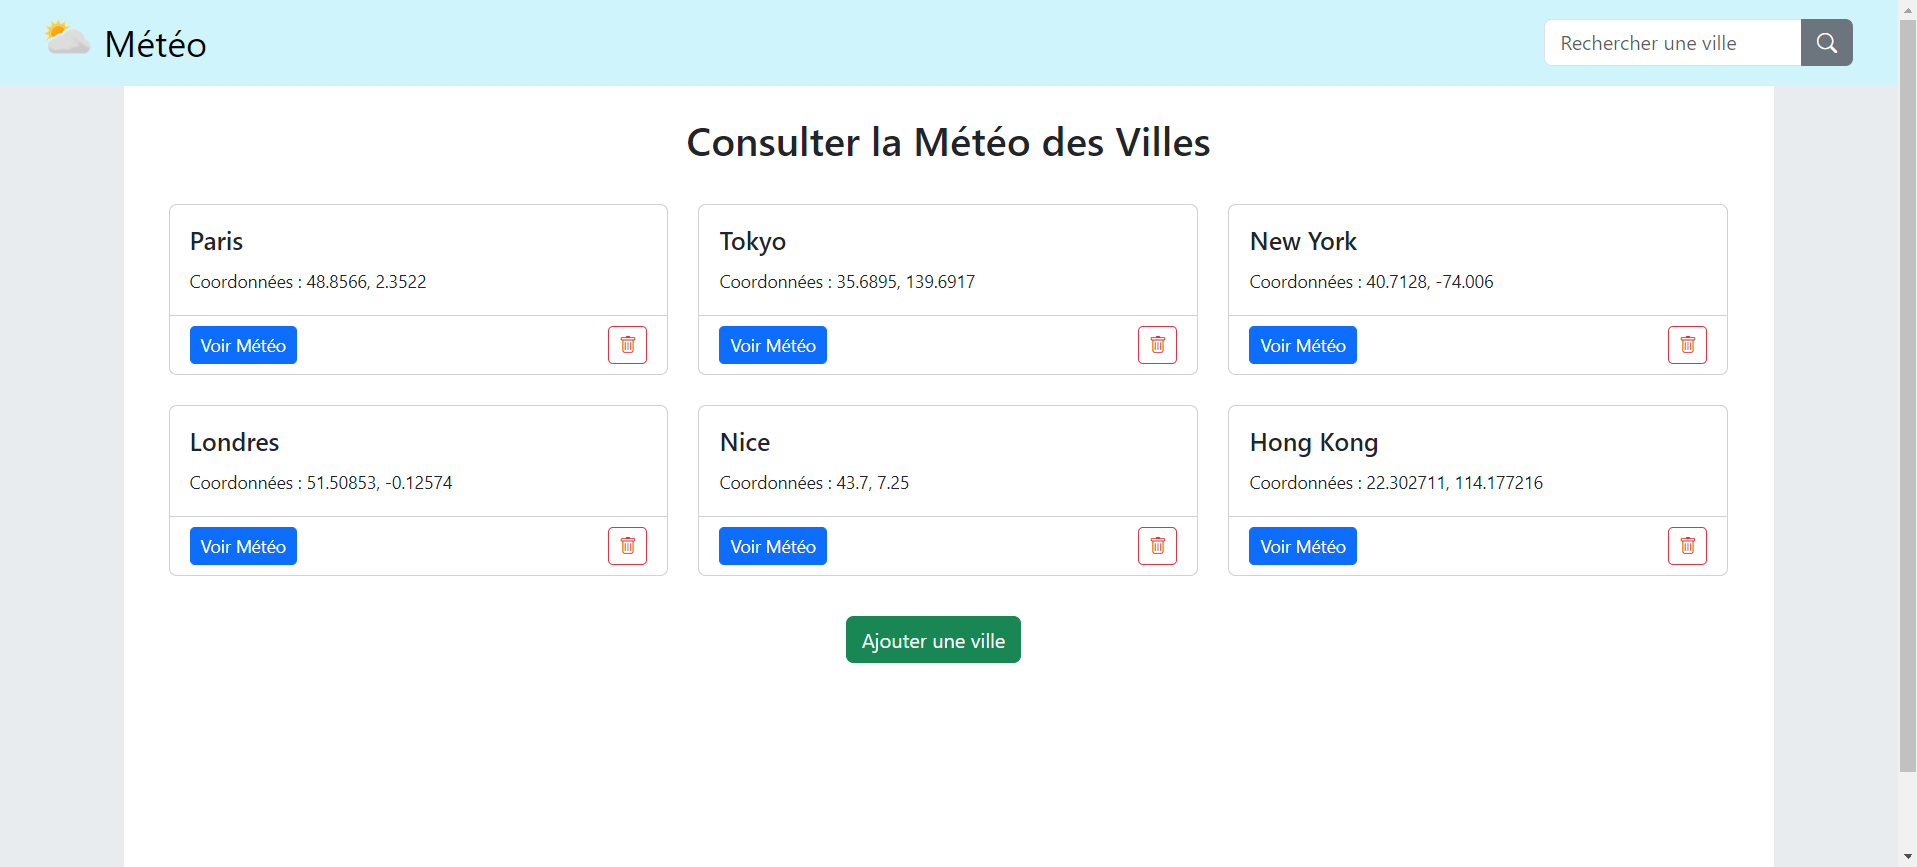 Météo
Rechercher une ville
Consulter la Météo des Villes
Paris
Coordonnées : 48.8566, 2.3522
Voir Météo
Tokyo
Coordonnées : 35.6895, 139.6917
Voir Météo
New York
Coordonnées : 40.7128, -74.006
Voir Météo
Londres
Coordonnées : 51.50853, -0.12574
Voir Météo
Nice
Coordonnées : 43.7, 7.25
Voir Météo
Hong Kong
Coordonnées : 22.302711, 114.177216
Voir Météo
Ajouter une ville